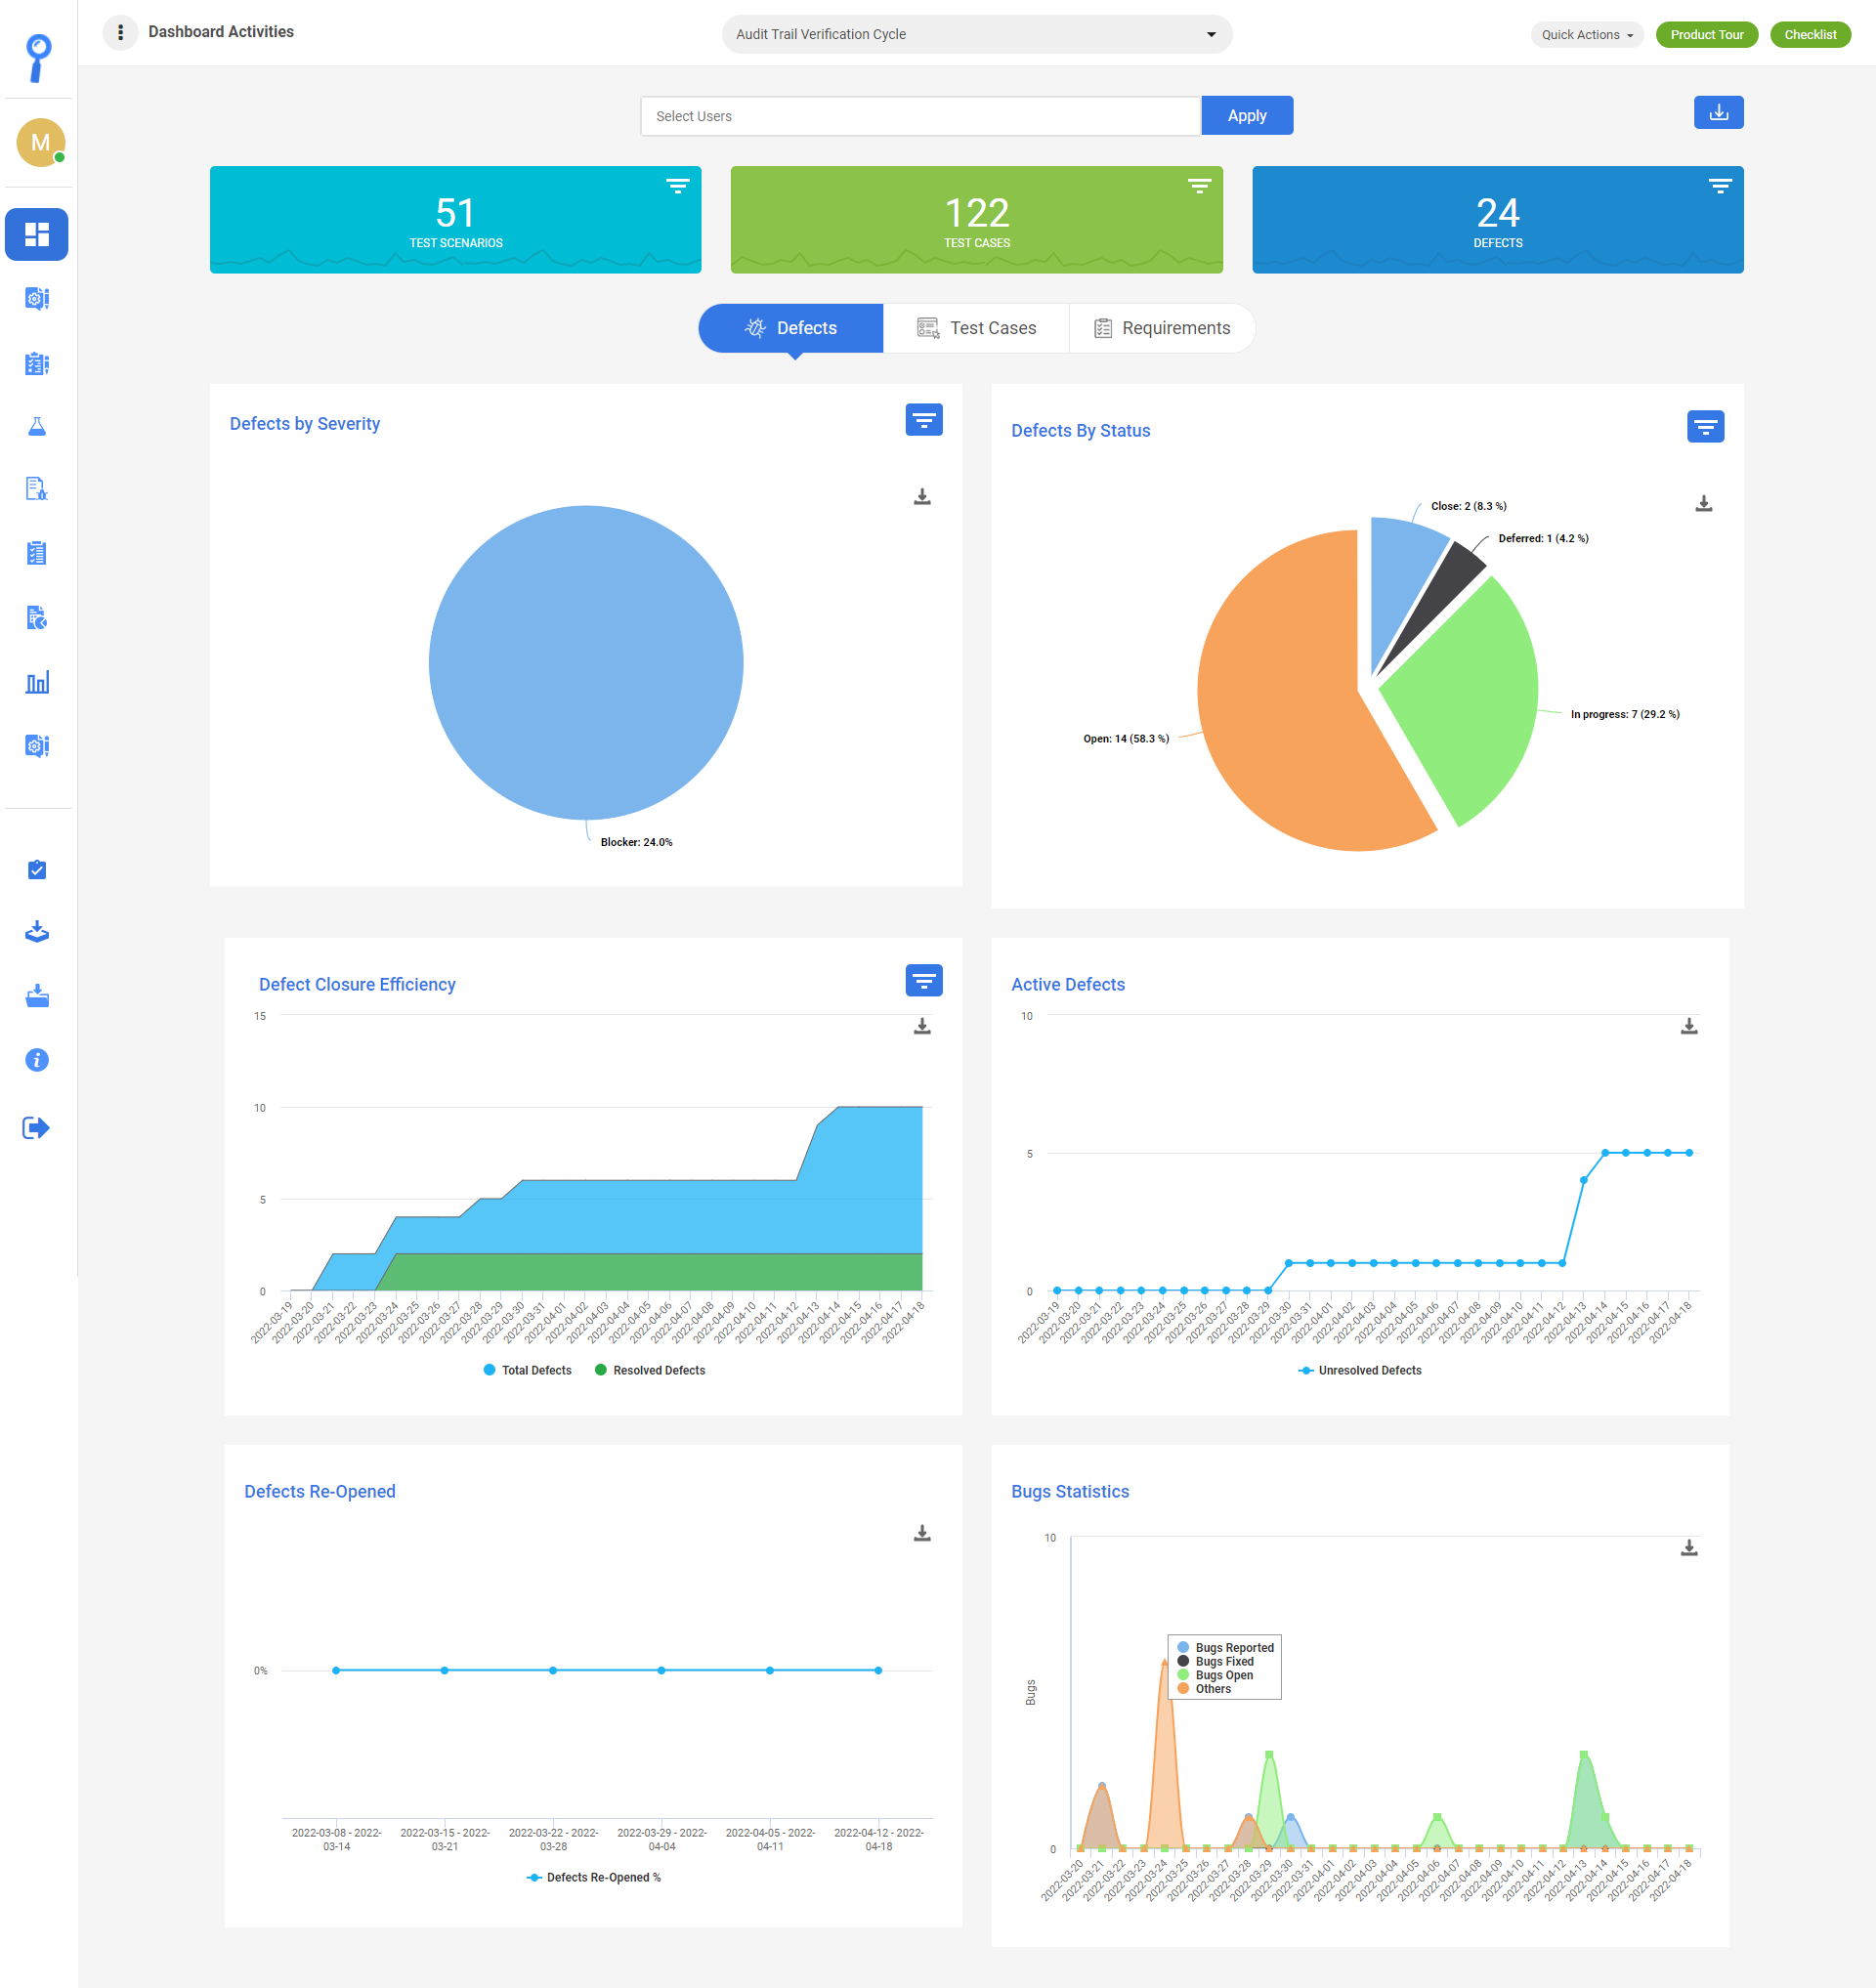 Dashboard Activities
Audit Trail Verification Cycle
Quick Actions
Product Tour
Checklist
M
Select Users
Apply
51
TEST SCENARIOS
122
TEST CASES
24
DEFECTS
Defects
Test Cases
Requirements
Defects by Severity
Blocker: 24.0%
Defects By Status
Close: 2 (8.3 %)
Deferred: 1 (4.2 %)
In progress: 7 (29.2 %)
Open: 14 (58.3 %)
Defect Closure Efficiency
15
10
5
0
2022-03-19
2022-03-20
2022-03-21
2022-03-22
2022-03-23
2022-03-24
2022-03-25
2022-03-26
2022-03-27
2022-03-28
2022-03-29
2022-03-30
2022-03-31
2022-04-01
2022-04-02
2022-04-03
2022-04-04
2022-04-05
2022-04-06
2022-04-07
2022-04-08
2022-04-09
2022-04-10
2022-04-11
2022-04-12
2022-04-13
2022-04-14
2022-04-15
2022-04-16
2022-04-17
2022-04-18
Total Defects
Resolved Defects
Active Defects
10
5
0
2022-03-19
2022-03-20
2022-03-21
2022-03-22
2022-03-23
2022-03-24
2022-03-25
2022-03-26
2022-03-27
2022-03-28
2022-03-29
2022-03-30
2022-03-31
2022-04-01
2022-04-02
2022-04-03
2022-04-04
2022-04-05
2022-04-06
2022-04-07
2022-04-08
2022-04-09
2022-04-10
2022-04-11
2022-04-12
2022-04-13
2022-04-14
2022-04-15
2022-04-16
2022-04-17
2022-04-18
Unresolved Defects
Defects Re-Opened
0%
2022-03-08 - 2022-
03-14
2022-03-15 - 2022-
03-21
2022-03-22 - 2022-
03-28
2022-03-29 - 2022-
04-04
2022-04-05 - 2022-
04-11
2022-04-12 - 2022-
04-18
Defects Re-Opened %
Bugs Statistics
10
Bugs
0
Bugs Reported
Bugs Fixed
Bugs Open
Others
2022-03-20
2022-03-21
2022-03-22
2022-03-23
2022-03-24
2022-03-25
2022-03-26
2022-03-27
2022-03-28
2022-03-29
2022-03-30
2022-03-31
2022-04-01
2022-04-02
2022-04-03
2022-04-04
2022-04-05
2022-04-06
2022-04-07
2022-04-08
2022-04-09
2022-04-10
2022-04-11
2022-04-12
2022-04-13
2022-04-14
2022-04-15
2022-04-16
2022-04-17
2022-04-18